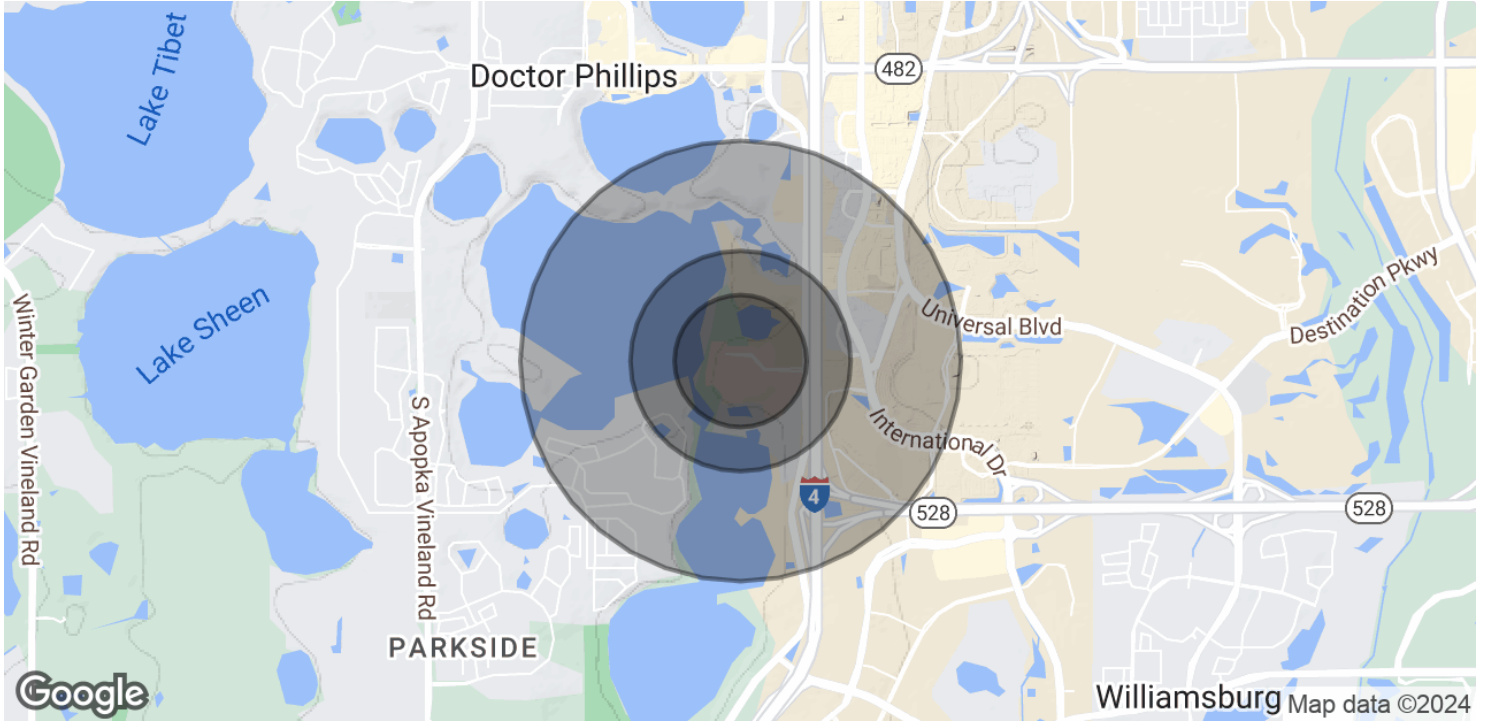 Lake Tibet
Doctor Phillips
482
Lake Sheen
Winter Garden Vineland Rd
S Apopka Vineland Rd
Universal Blvd
Destination Pkwy
International Dr
4
528
528
PARKSIDE
Williamsburg
Google
Map data ©2024